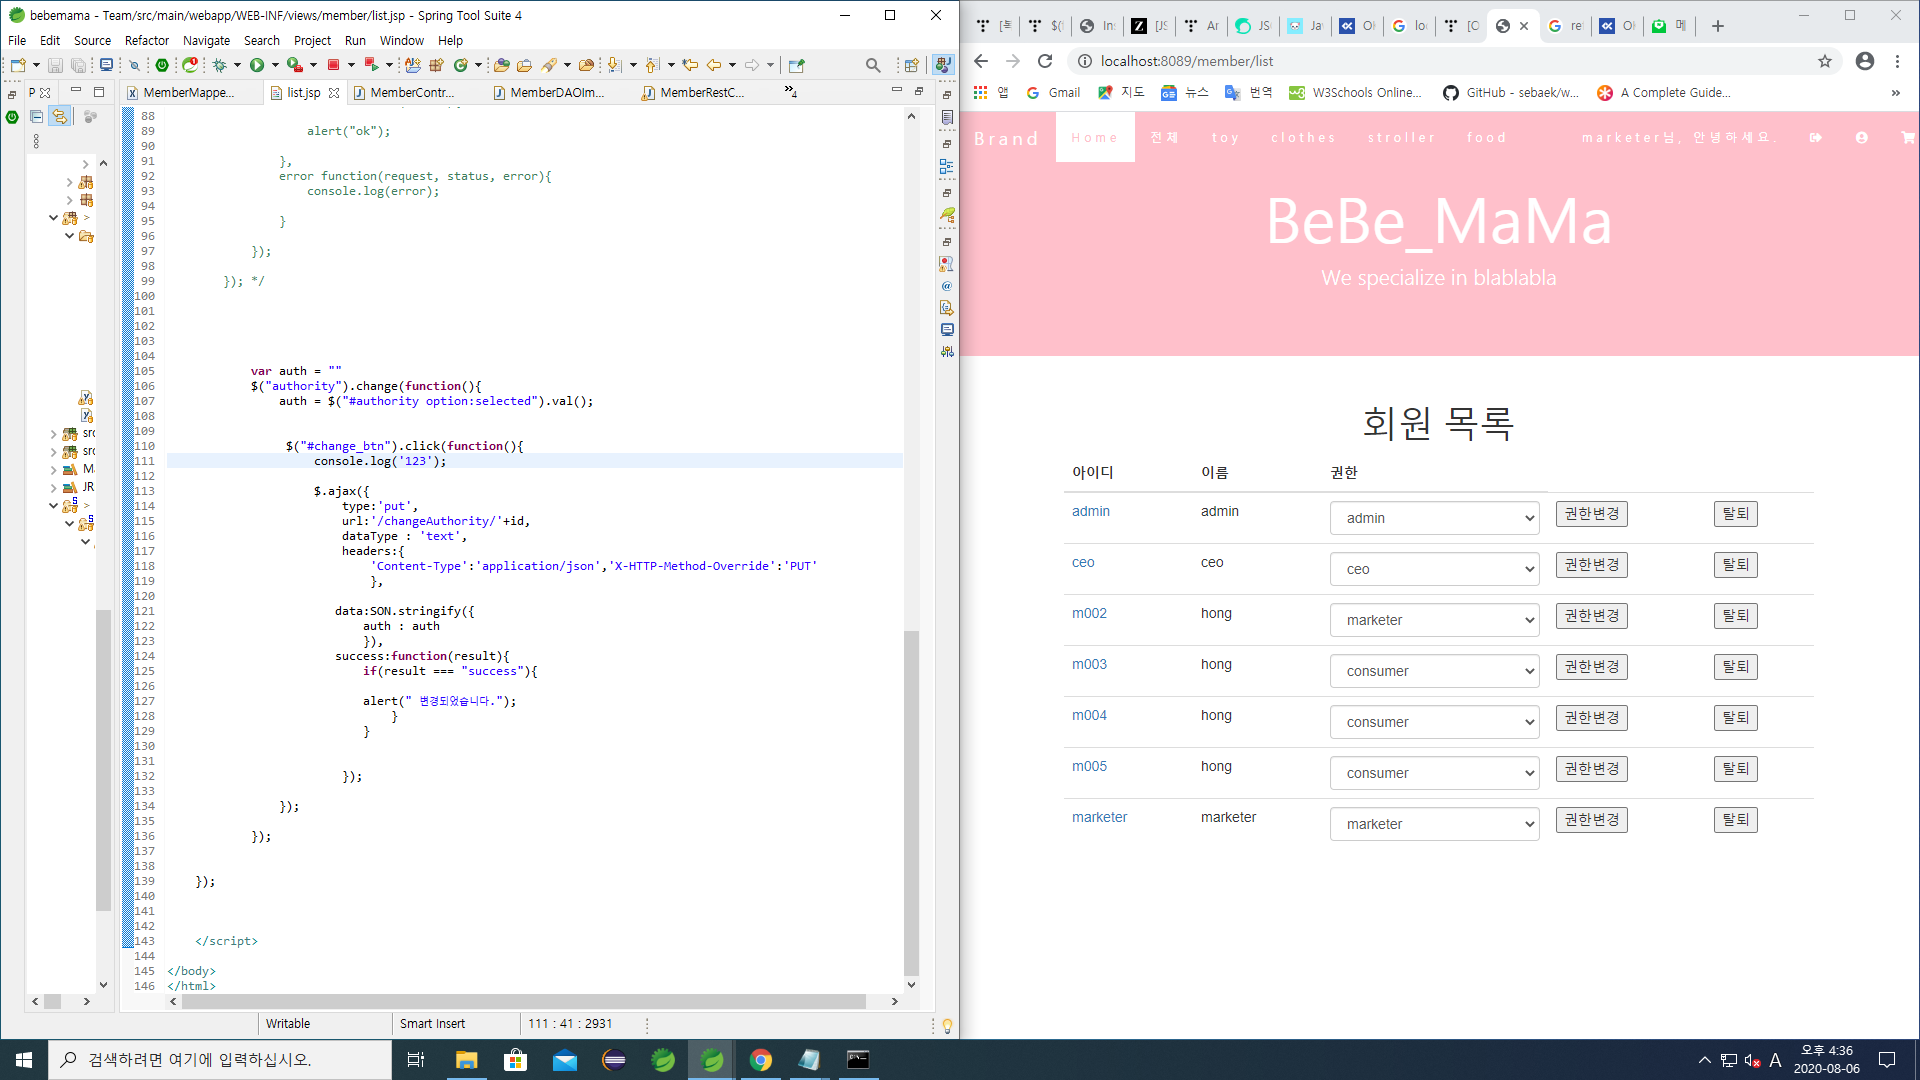 bebemama - Team/src/main/webapp/WEB-INF/views/member/list.jsp - Spring Tool Suite 4
File Edit Source Refactor Navigate Search Project Run Window Help
P
MemberMappe... list.jsp MemberContr... MemberDAOIm... MemberRestC... »4
88
89 alert("ok");
90
91 },
92 error function(request, status, error){
93 console.log(error);
94
95 }
96
97 });
98
99 }); */
100
101
102
103
104
105 var auth = ""
106 $("authority").change(function(){
107 auth = $("#authority option:selected").val();
108
109
110 $("#change_btn").click(function(){
111 console.log('123');
112
113 $.ajax({
114 type:'put',
115 url:'/changeAuthority/'+id,
116 dataType : 'text',
117 headers:{
118 'Content-Type':'application/json','X-HTTP-Method-Override':'PUT'
119 },
120
121 data:SON.stringify({
122 auth : auth
123 }),
124 success:function(result){
125 if(result === "success"){
126
127 alert(" 변경되었습니다.");
128 }
129 }
130
131
132 });
133
134 });
135
136 });
137
138
139 });
140
141
142
143 </script>
144
145 </body>
146 </html>
src
src
M
JR
Writable Smart Insert 111 : 41 : 2931
localhost:8089/member/list
앱 Gmail 지도 뉴스 번역 W3Schools Online... GitHub - sebaek/w... A Complete Guide... »
Brand Home 전체 toy clothes stroller food marketer님, 안녕하세요.
BeBe_MaMa
We specialize in blablabla
회원 목록
아이디 이름 권한
admin admin admin 권한변경 탈퇴
ceo ceo ceo 권한변경 탈퇴
m002 hong marketer 권한변경 탈퇴
m003 hong consumer 권한변경 탈퇴
m004 hong consumer 권한변경 탈퇴
m005 hong consumer 권한변경 탈퇴
marketer marketer marketer 권한변경 탈퇴
검색하려면 여기에 입력하십시오.
A
오후 4:36
2020-08-06